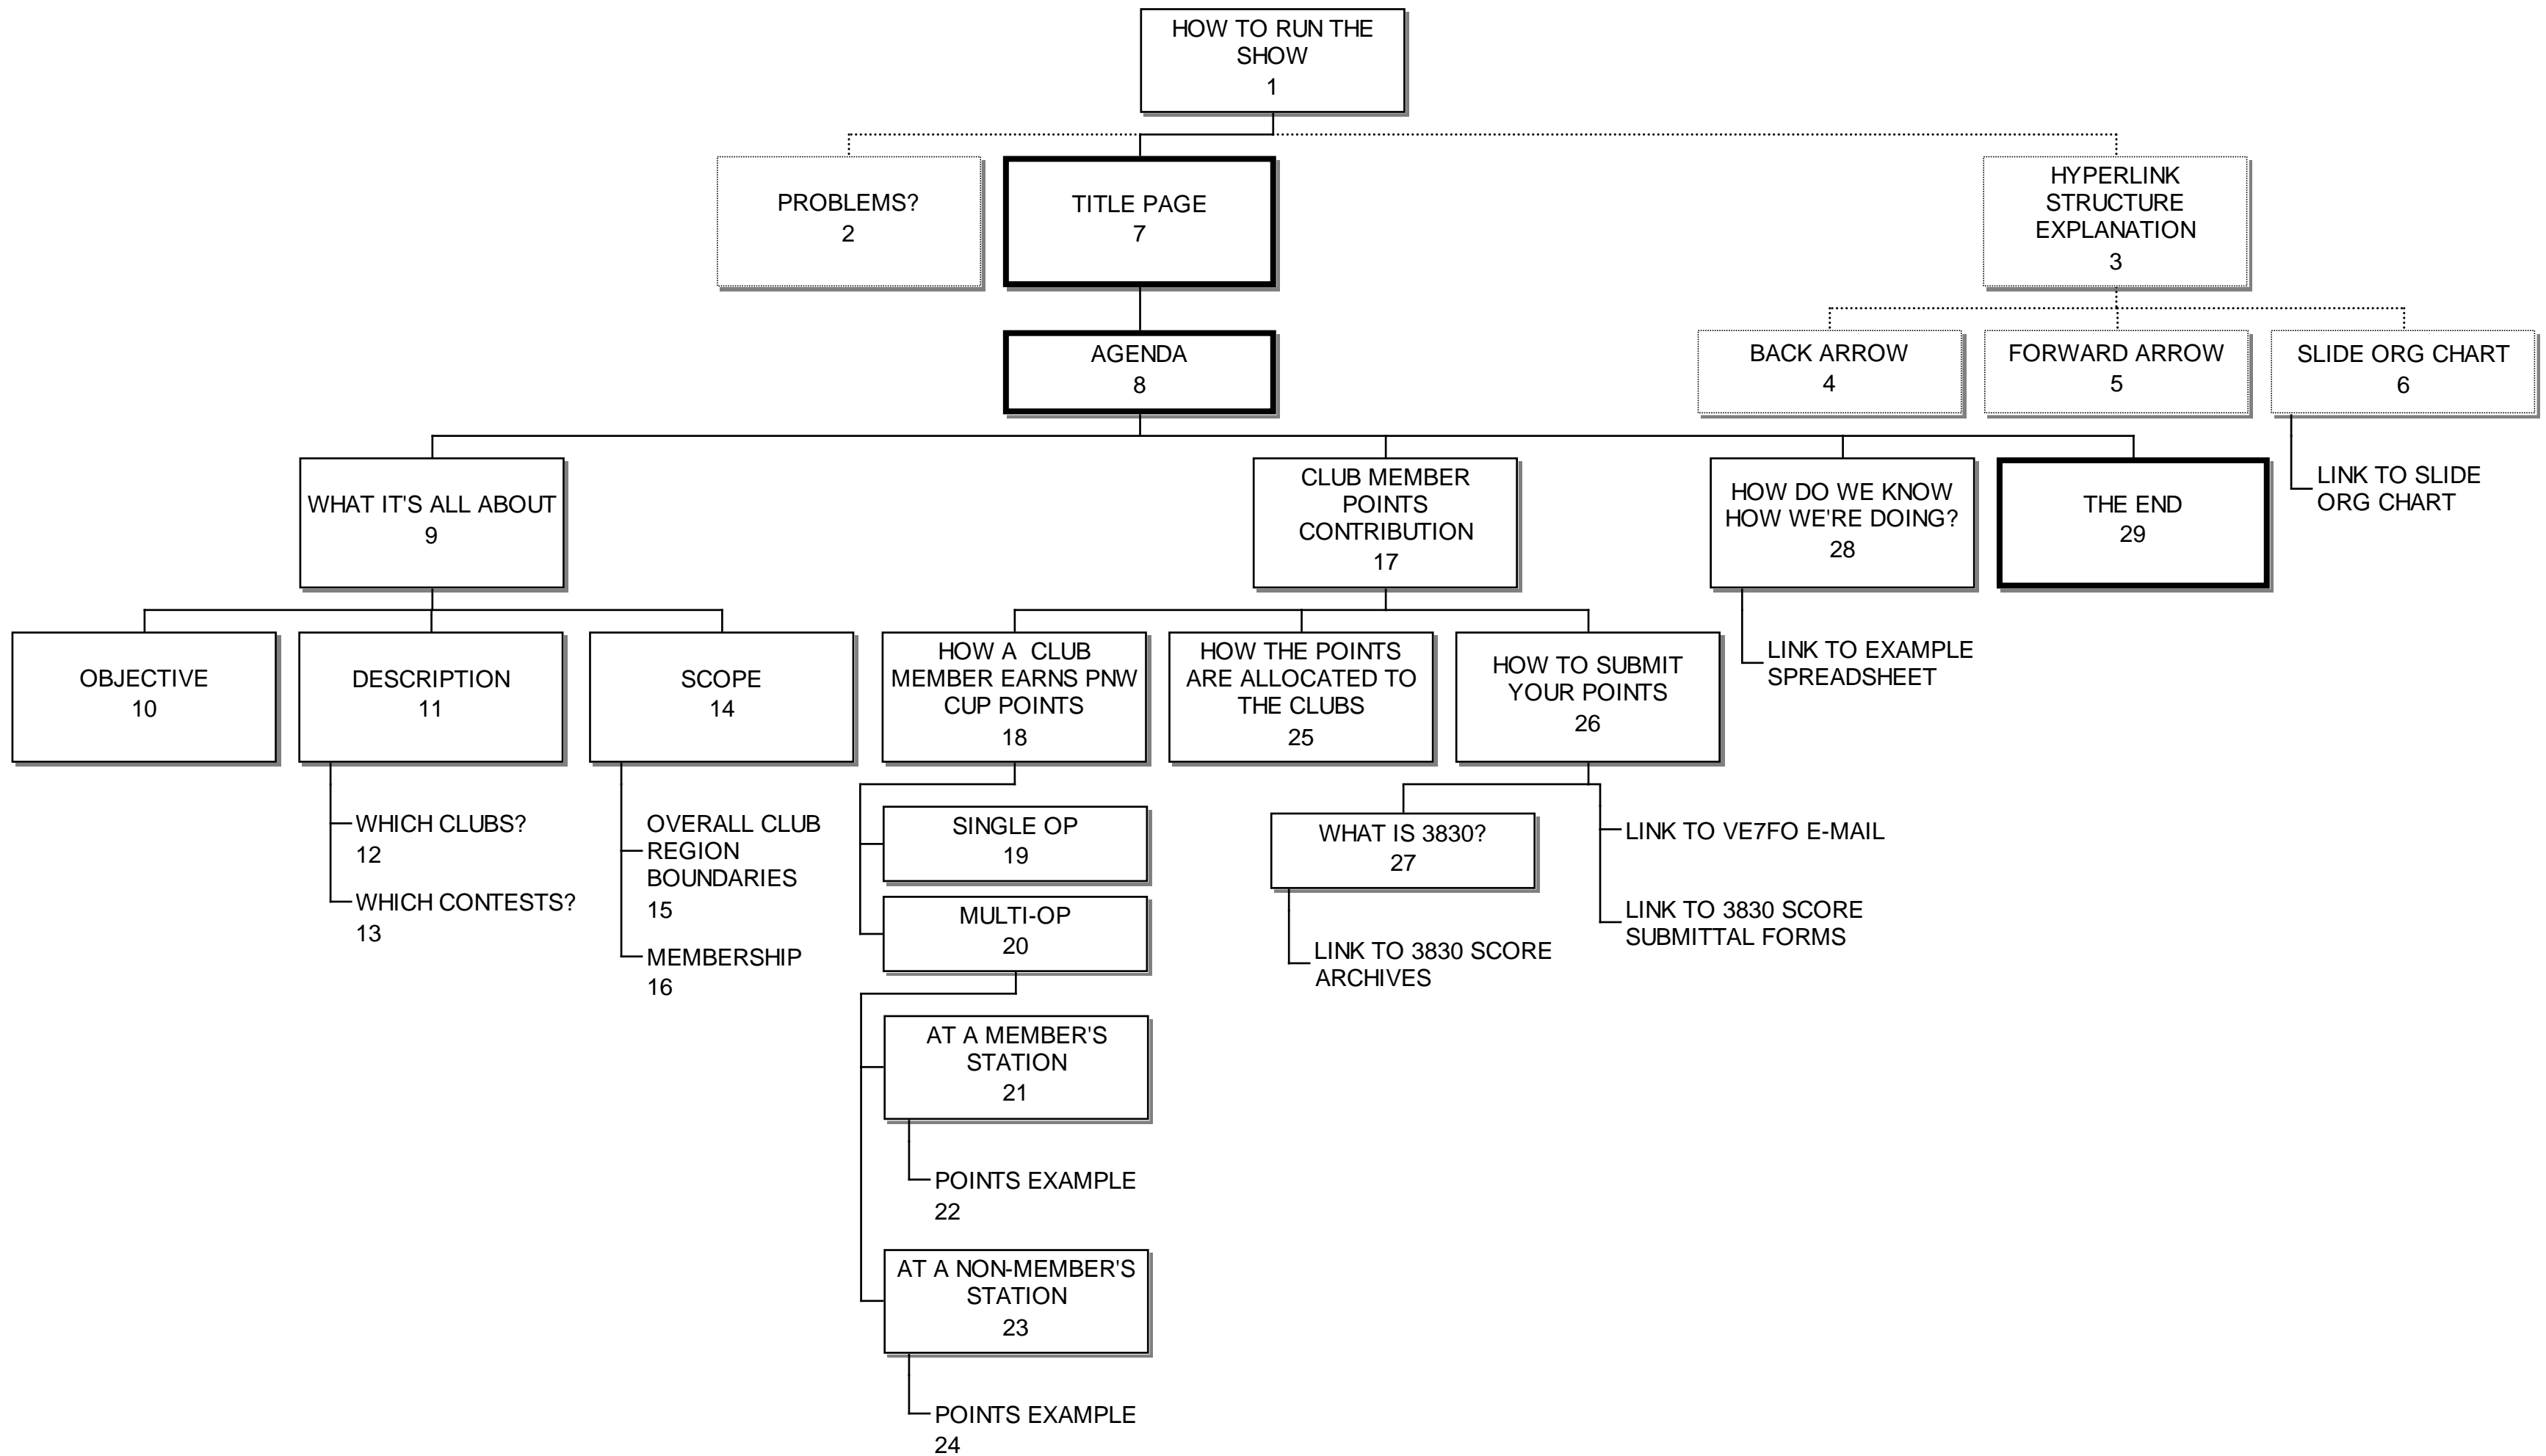 HOW TO RUN THE
SHOW
1
PROBLEMS?
2
TITLE PAGE
7
HYPERLINK
STRUCTURE
EXPLANATION
3
AGENDA
8
BACK ARROW
4
FORWARD ARROW
5
SLIDE ORG CHART
6
LINK TO SLIDE
ORG CHART
WHAT IT'S ALL ABOUT
9
CLUB MEMBER
POINTS
CONTRIBUTION
17
HOW DO WE KNOW
HOW WE'RE DOING?
28
THE END
29
LINK TO EXAMPLE
SPREADSHEET
OBJECTIVE
10
DESCRIPTION
11
SCOPE
14
HOW A  CLUB
MEMBER EARNS PNW
CUP POINTS
18
HOW THE POINTS
ARE ALLOCATED TO
THE CLUBS
25
HOW TO SUBMIT
YOUR POINTS
26
WHICH CLUBS?
12
WHICH CONTESTS?
13
OVERALL CLUB
REGION
BOUNDARIES
15
MEMBERSHIP
16
SINGLE OP
19
MULTI-OP
20
WHAT IS 3830?
27
LINK TO 3830 SCORE
ARCHIVES
LINK TO VE7FO E-MAIL
LINK TO 3830 SCORE
SUBMITTAL FORMS
AT A MEMBER'S
STATION
21
POINTS EXAMPLE
22
AT A NON-MEMBER'S
STATION
23
POINTS EXAMPLE
24